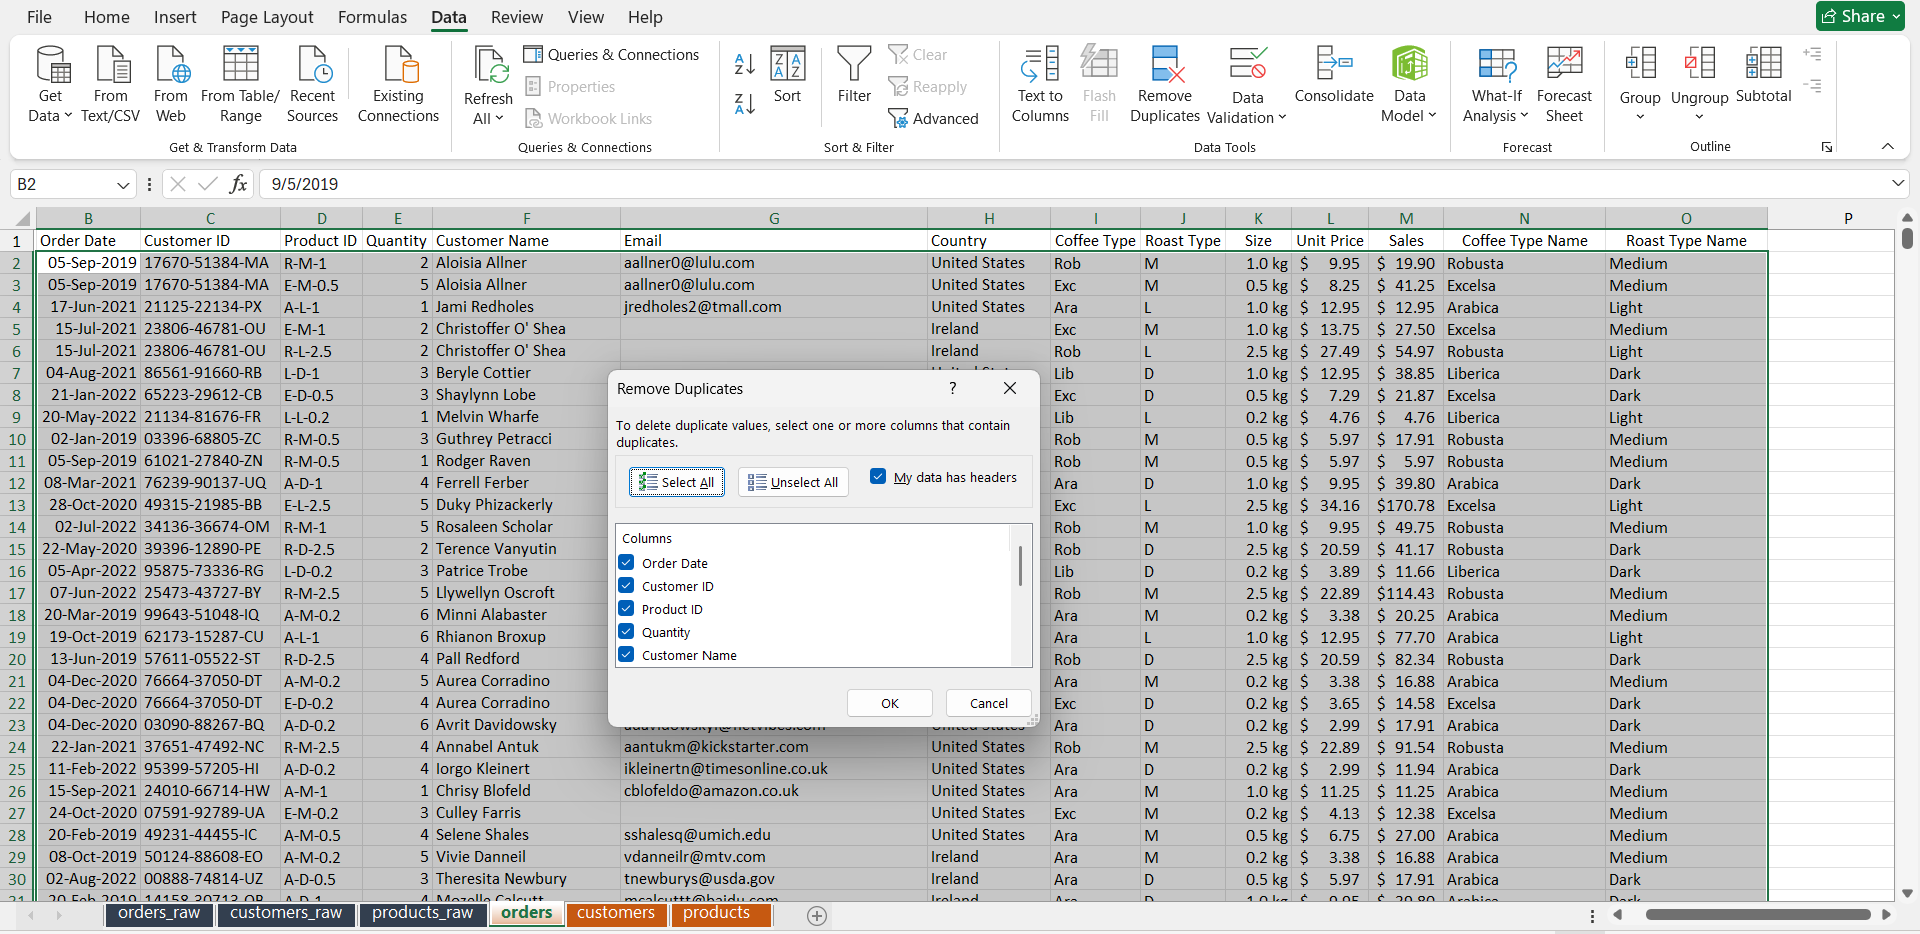 File Home Insert Page Layout Formulas Data Review View Help Share
Get Data From Text/CSV From Web From Table/ Range Recent Sources Existing Connections Refresh All Queries & Connections Properties Workbook Links Sort Filter Clear Reapply Advanced Text to Columns Flash Fill Remove Duplicates Data Validation Consolidate Data Model What-If Analysis Forecast Sheet Group Ungroup Subtotal
Get & Transform Data Queries & Connections Sort & Filter Data Tools Forecast Outline
B2 fx 9/5/2019
B C D E F G H I J K L M N O P
1 Order Date Customer ID Product ID Quantity Customer Name Email Country Coffee Type Roast Type Size Unit Price Sales Coffee Type Name Roast Type Name
2 05-Sep-2019 17670-51384-MA R-M-1 2 Aloisia Allner aallner0@lulu.com United States Rob M 1.0 kg $ 9.95 $ 19.90 Robusta Medium
3 05-Sep-2019 17670-51384-MA E-M-0.5 5 Aloisia Allner aallner0@lulu.com United States Exc M 0.5 kg $ 8.25 $ 41.25 Excelsa Medium
4 17-Jun-2021 21125-22134-PX A-L-1 1 Jami Redholes jredholes2@tmall.com United States Ara L 1.0 kg $ 12.95 $ 12.95 Arabica Light
5 15-Jul-2021 23806-46781-OU E-M-1 2 Christoffer O' Shea Ireland Exc M 1.0 kg $ 13.75 $ 27.50 Excelsa Medium
6 15-Jul-2021 23806-46781-OU R-L-2.5 2 Christoffer O' Shea Ireland Rob L 2.5 kg $ 27.49 $ 54.97 Robusta Light
7 04-Aug-2021 86561-91660-RB L-D-1 3 Beryle Cottier Lib D 1.0 kg $ 12.95 $ 38.85 Liberica Dark
8 21-Jan-2022 65223-29612-CB E-D-0.5 3 Shaylynn Lobe Exc D 0.5 kg $ 7.29 $ 21.87 Excelsa Dark
9 20-May-2022 21134-81676-FR L-L-0.2 1 Melvin Wharfe Lib L 0.2 kg $ 4.76 $ 4.76 Liberica Light
10 02-Jan-2019 03396-68805-ZC R-M-0.5 3 Guthrey Petracci Rob M 0.5 kg $ 5.97 $ 17.91 Robusta Medium
11 05-Sep-2019 61021-27840-ZN R-M-0.5 1 Rodger Raven Rob M 0.5 kg $ 5.97 $ 5.97 Robusta Medium
12 08-Mar-2021 76239-90137-UQ A-D-1 4 Ferrell Ferber Ara D 1.0 kg $ 9.95 $ 39.80 Arabica Dark
13 28-Oct-2020 49315-21985-BB E-L-2.5 5 Duky Phizackerly Exc L 2.5 kg $ 34.16 $170.78 Excelsa Light
14 02-Jul-2022 34136-36674-OM R-M-1 5 Rosaleen Scholar Rob M 1.0 kg $ 9.95 $ 49.75 Robusta Medium
15 22-May-2020 39396-12890-PE R-D-2.5 2 Terence Vanyutin Rob D 2.5 kg $ 20.59 $ 41.17 Robusta Dark
16 05-Apr-2022 95875-73336-RG L-D-0.2 3 Patrice Trobe Lib D 0.2 kg $ 3.89 $ 11.66 Liberica Dark
17 07-Jun-2022 25473-43727-BY R-M-2.5 5 Llywellyn Oscroft Rob M 2.5 kg $ 22.89 $114.43 Robusta Medium
18 20-Mar-2019 99643-51048-IQ A-M-0.2 6 Minni Alabaster Ara M 0.2 kg $ 3.38 $ 20.25 Arabica Medium
19 19-Oct-2019 62173-15287-CU A-L-1 6 Rhianon Broxup Ara L 1.0 kg $ 12.95 $ 77.70 Arabica Light
20 13-Jun-2019 57611-05522-ST R-D-2.5 4 Pall Redford Rob D 2.5 kg $ 20.59 $ 82.34 Robusta Dark
21 04-Dec-2020 76664-37050-DT A-M-0.2 5 Aurea Corradino Ara M 0.2 kg $ 3.38 $ 16.88 Arabica Medium
22 04-Dec-2020 76664-37050-DT E-D-0.2 4 Aurea Corradino Exc D 0.2 kg $ 3.65 $ 14.58 Excelsa Dark
23 04-Dec-2020 03090-88267-BQ A-D-0.2 6 Avrit Davidowsky Ara D 0.2 kg $ 2.99 $ 17.91 Arabica Dark
24 22-Jan-2021 37651-47492-NC R-M-2.5 4 Annabel Antuk aantukm@kickstarter.com United States Rob M 2.5 kg $ 22.89 $ 91.54 Robusta Medium
25 11-Feb-2022 95399-57205-HI A-D-0.2 4 Iorgo Kleinert ikleinertn@timesonline.co.uk United States Ara D 0.2 kg $ 2.99 $ 11.94 Arabica Dark
26 15-Sep-2021 24010-66714-HW A-M-1 1 Chrisy Blofeld cblofeldo@amazon.co.uk United States Ara M 1.0 kg $ 11.25 $ 11.25 Arabica Medium
27 24-Oct-2020 07591-92789-UA E-M-0.2 3 Culley Farris United States Exc M 0.2 kg $ 4.13 $ 12.38 Excelsa Medium
28 20-Feb-2019 49231-44455-IC A-M-0.5 4 Selene Shales sshalesq@umich.edu United States Ara M 0.5 kg $ 6.75 $ 27.00 Arabica Medium
29 08-Oct-2019 50124-88608-EO A-M-0.2 5 Vivie Danneil vdanneilr@mtv.com Ireland Ara M 0.2 kg $ 3.38 $ 16.88 Arabica Medium
30 02-Aug-2022 00888-74814-UZ A-D-0.5 3 Theresita Newbury tnewburys@usda.gov Ireland Ara D 0.5 kg $ 5.97 $ 17.91 Arabica Dark
Remove Duplicates ?
To delete duplicate values, select one or more columns that contain
duplicates.
Select All Unselect All My data has headers
Columns
Order Date
Customer ID
Product ID
Quantity
Customer Name
OK Cancel
orders_raw customers_raw products_raw orders customers products